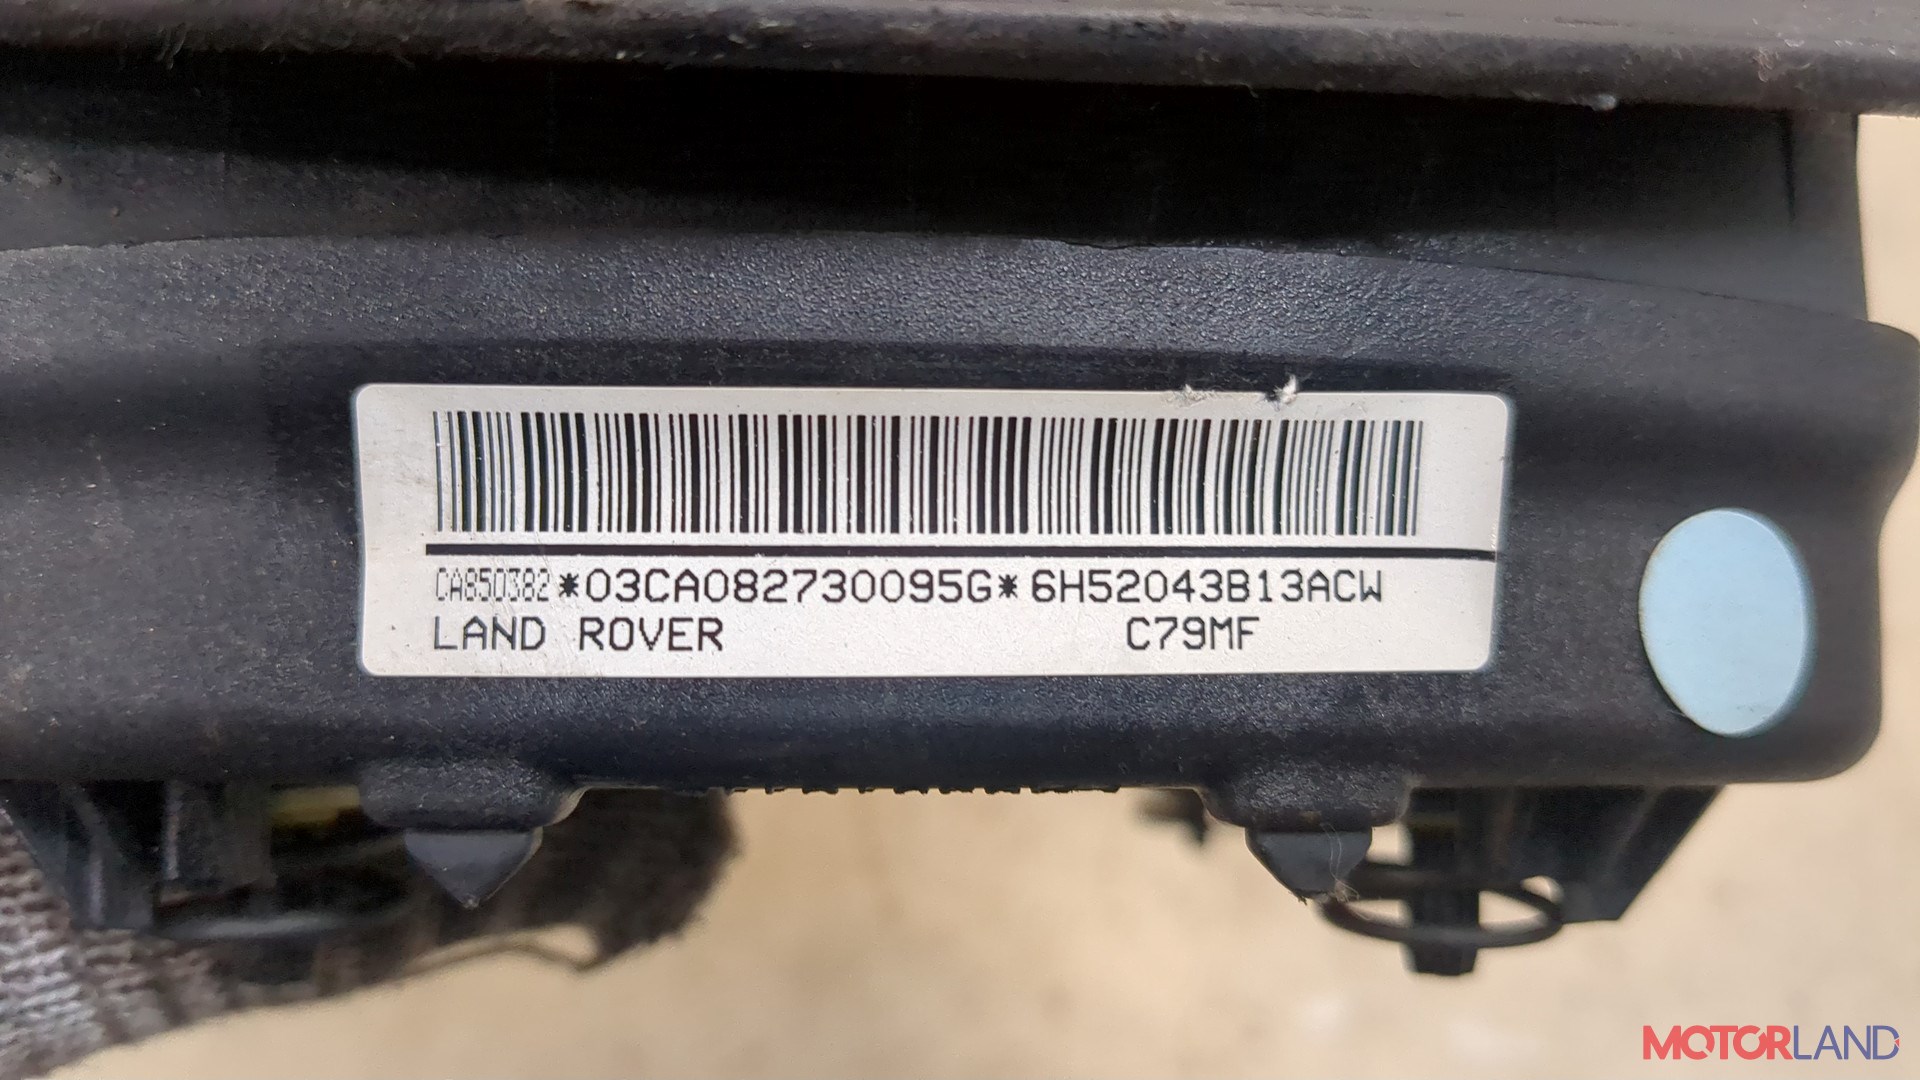 CA850382 *03CA082730095G* 6H52043B13ACW
LAND ROVER C79MF
MOTORLAND